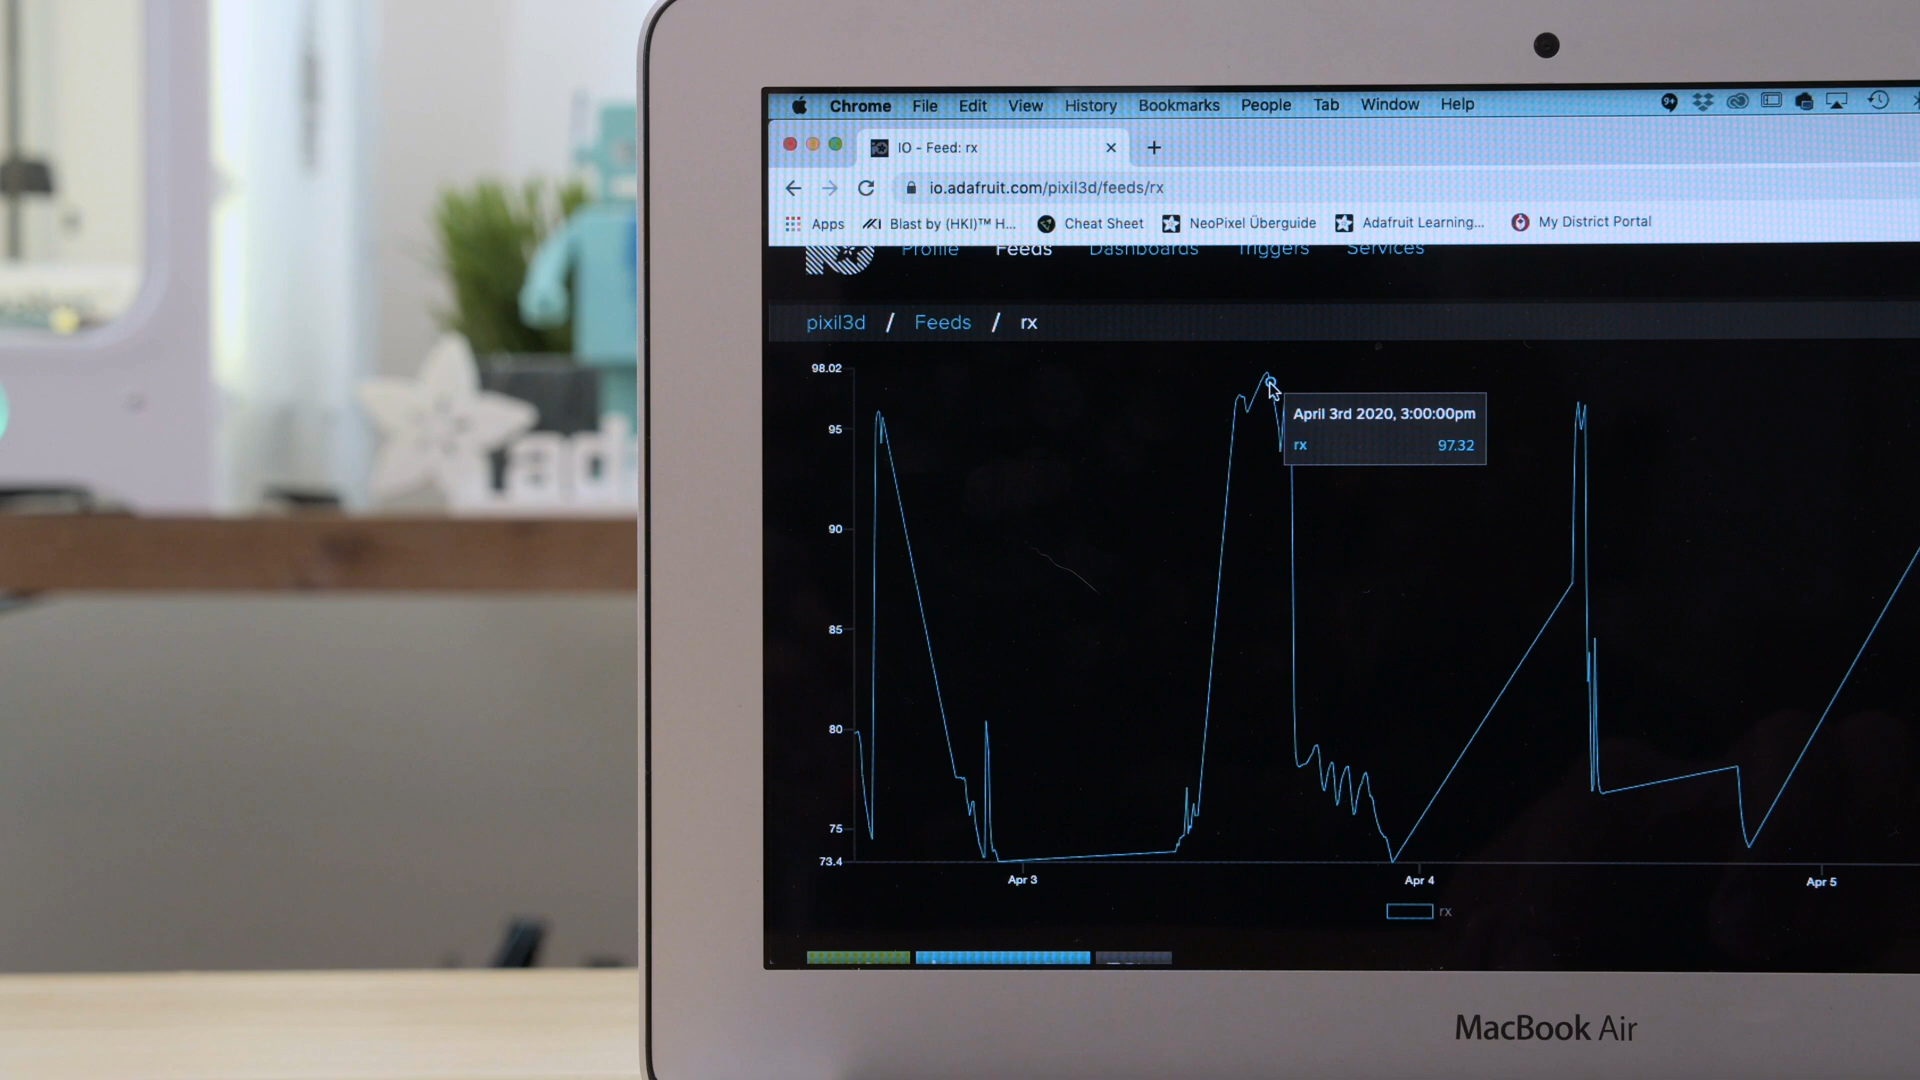 Chrome File Edit View History Bookmarks People Tab Window Help
IO - Feed: rx
io.adafruit.com/pixil3d/feeds/rx
Apps Blast by (HKI)™ H... Cheat Sheet NeoPixel Überguide Adafruit Learning... My District Portal
Profile Feeds Dashboards Triggers Services
pixil3d / Feeds / rx
98.02
95
90
85
80
75
73.4
April 3rd 2020, 3:00:00pm
rx 97.32
Apr 3 Apr 4 Apr 5
rx
MacBook Air
ad